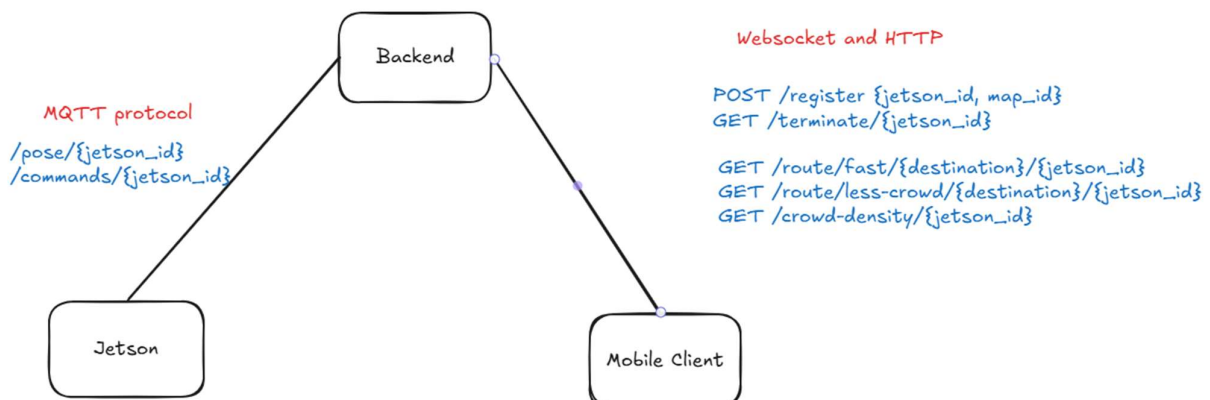 Backend
Websocket and HTTP
MQTT protocol
/pose/{jetson_id}
/commands/{jetson_id}
POST /register {jetson_id, map_id}
GET /terminate/{jetson_id}
GET /route/fast/{destination}/{jetson_id}
GET /route/less-crowd/{destination}/{jetson_id}
GET /crowd-density/{jetson_id}
Jetson
Mobile Client